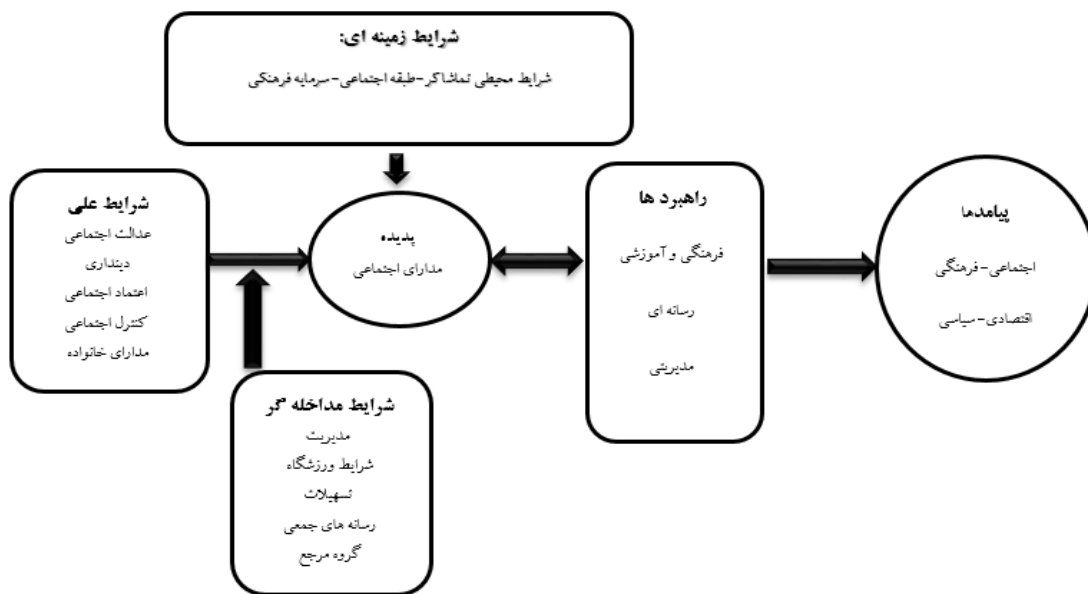 شرایط زمینه ای:
شرایط محیطی تماشاگر-طبقه اجتماعی-سرمایه فرهنگی
شرایط علی
عدالت اجتماعی
دینداری
اعتماد اجتماعی
کنترل اجتماعی
مدارای خانواده
پدیده
مدارای اجتماعی
راهبرد ها
فرهنگی و آموزشی
رسانه ای
مدیریتی
پیامدها
اجتماعی-فرهنگی
اقتصادی-سیاسی
شرایط مداخله گر
مدیریت
شرایط ورزشگاه
تسهیلات
رسانه های جمعی
گروه مرجع